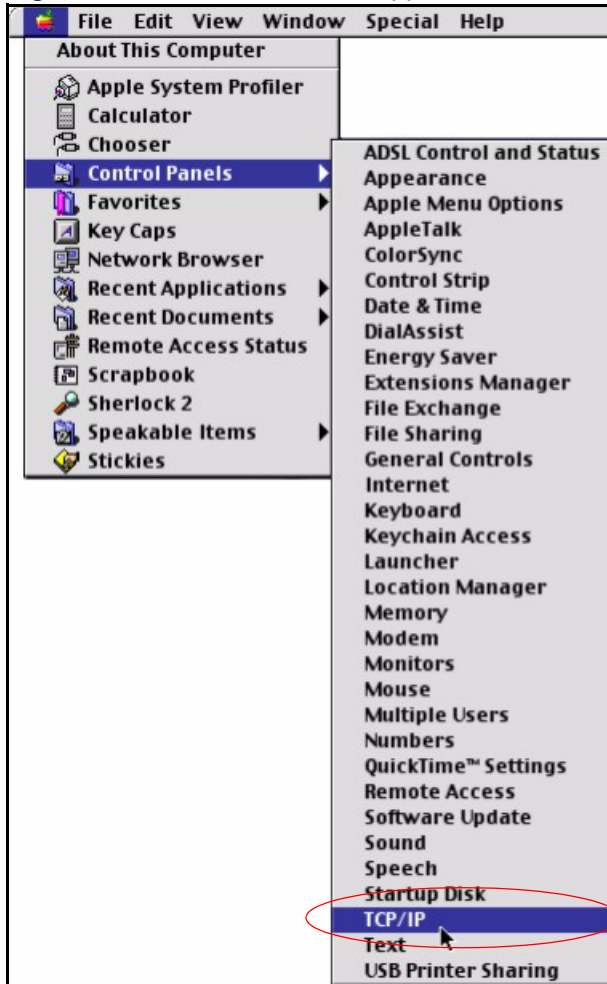 File Edit View Window Special Help
About This Computer
Apple System Profiler
Calculator
Chooser
Control Panels
Favorites
Key Caps
Network Browser
Recent Applications
Recent Documents
Remote Access Status
Scrapbook
Sherlock 2
Speakable Items
Stickies
ADSL Control and Status
Appearance
Apple Menu Options
AppleTalk
ColorSync
Control Strip
Date & Time
DialAssist
Energy Saver
Extensions Manager
File Exchange
File Sharing
General Controls
Internet
Keyboard
Keychain Access
Launcher
Location Manager
Memory
Modem
Monitors
Mouse
Multiple Users
Numbers
QuickTime™ Settings
Remote Access
Software Update
Sound
Speech
Startup Disk
TCP/IP
Text
USB Printer Sharing